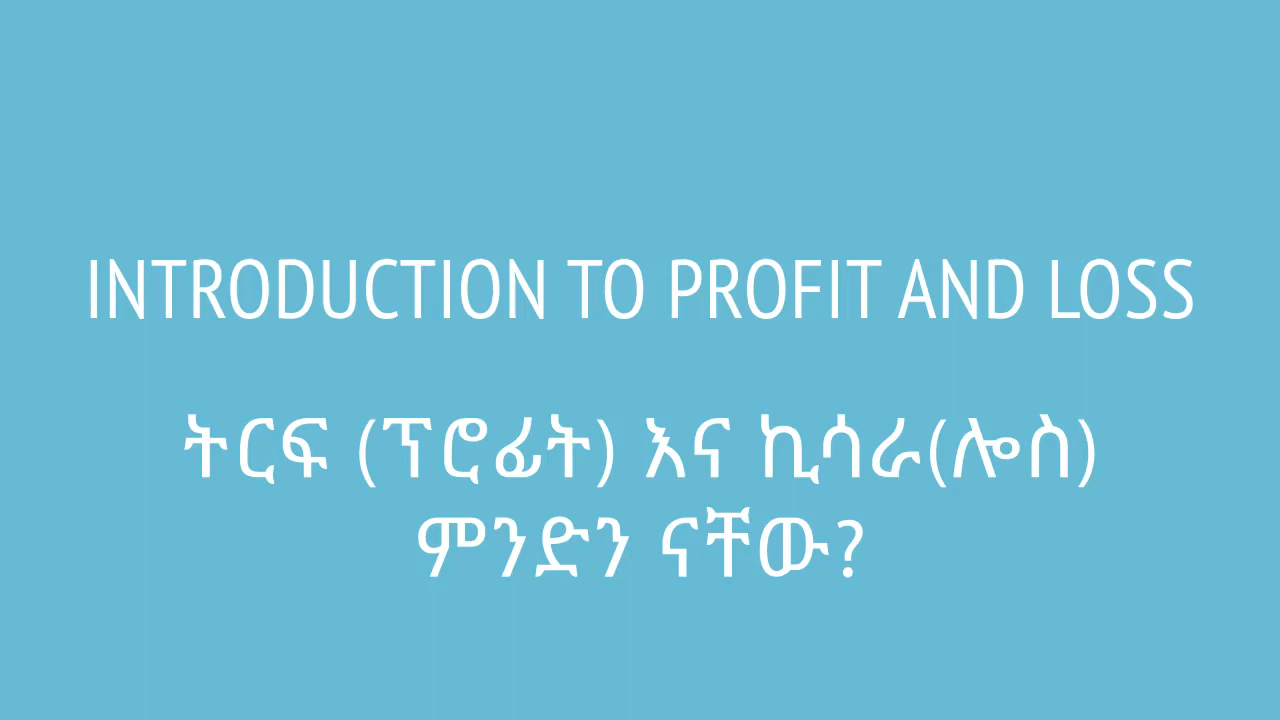 INTRODUCTION TO PROFIT AND LOSS
ትርፍ (ፕሮፊት) እና ኪሳራ(ሎስ)
ምንድን ናቸው?